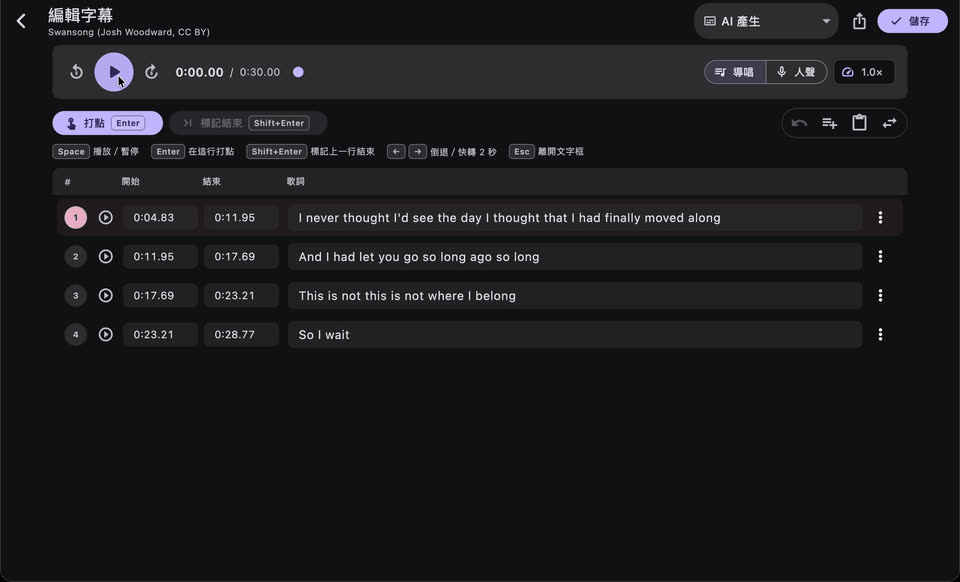 編輯字幕
Swansong (Josh Woodward, CC BY)
AI 產生
儲存
0:00.00 / 0:30.00
導唱
人聲
1.0×
打點 Enter
標記結束 Shift+Enter
Space 播放 / 暫停 Enter 在這行打點 Shift+Enter 標記上一行結束 ← → 倒退 / 快轉 2 秒 Esc 離開文字框
# 開始 結束 歌詞
1 0:04.83 0:11.95 I never thought I'd see the day I thought that I had finally moved along
2 0:11.95 0:17.69 And I had let you go so long ago so long
3 0:17.69 0:23.21 This is not this is not where I belong
4 0:23.21 0:28.77 So I wait